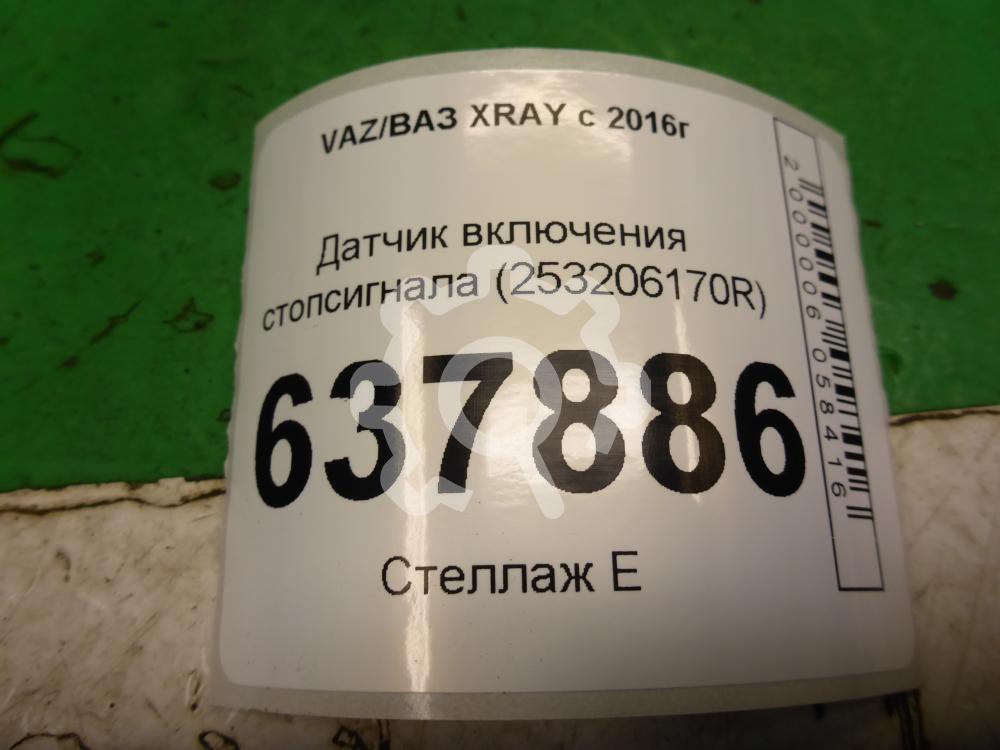 VAZ/ВАЗ XRAY с 2016г
Датчик включения
стопсигнала (253206170R)
637886
Стеллаж Е
2000006058416